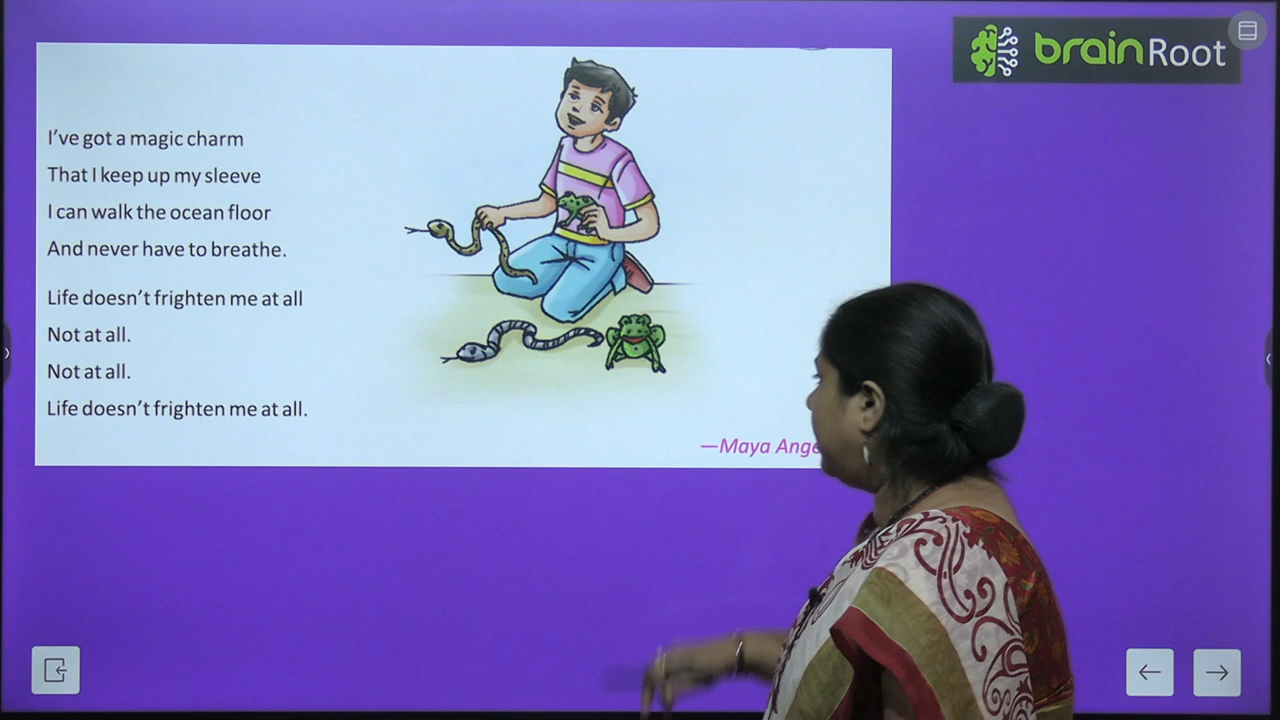 brainRoot
I've got a magic charm
That I keep up my sleeve
I can walk the ocean floor
And never have to breathe.
Life doesn't frighten me at all
Not at all.
Not at all.
Life doesn't frighten me at all.
—Maya